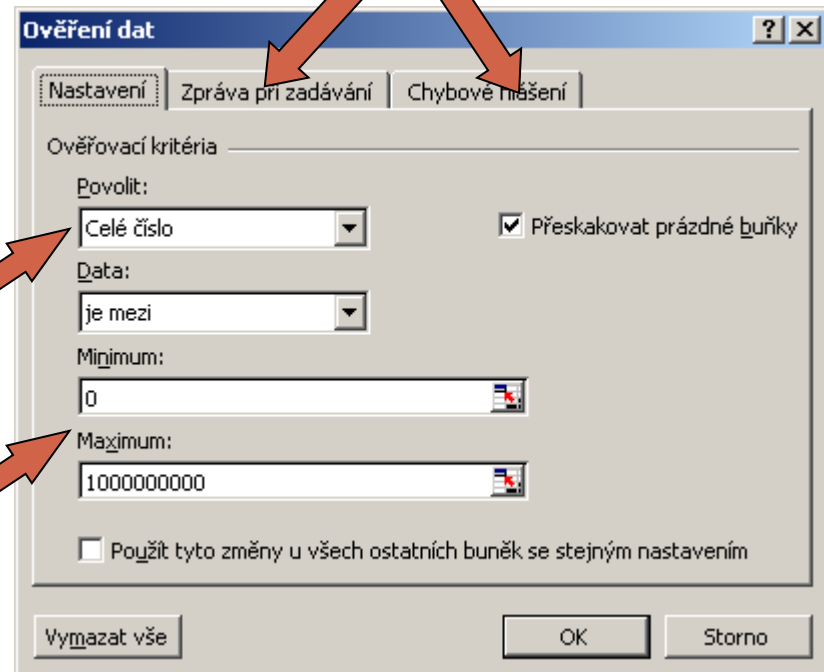 Ověření dat
Nastavení Zpráva při zadávání Chybové hlášení
Ověřovací kritéria
Povolit:
Celé číslo
Přeskakovat prázdné buňky
Data:
je mezi
Minimum:
0
Maximum:
1000000000
Použít tyto změny u všech ostatních buněk se stejným nastavením
Vymazat vše OK Storno